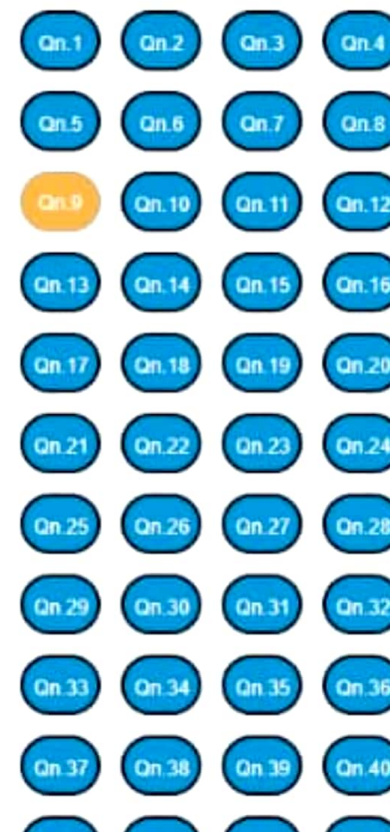 Qn.1 Qn.2 Qn.3 Qn.4
Qn.5 Qn.6 Qn.7 Qn.8
Qn.9 Qn.10 Qn.11 Qn.12
Qn.13 Qn.14 Qn.15 Qn.16
Qn.17 Qn.18 Qn.19 Qn.20
Qn.21 Qn.22 Qn.23 Qn.24
Qn.25 Qn.26 Qn.27 Qn.28
Qn.29 Qn.30 Qn.31 Qn.32
Qn.33 Qn.34 Qn.35 Qn.36
Qn.37 Qn.38 Qn.39 Qn.40